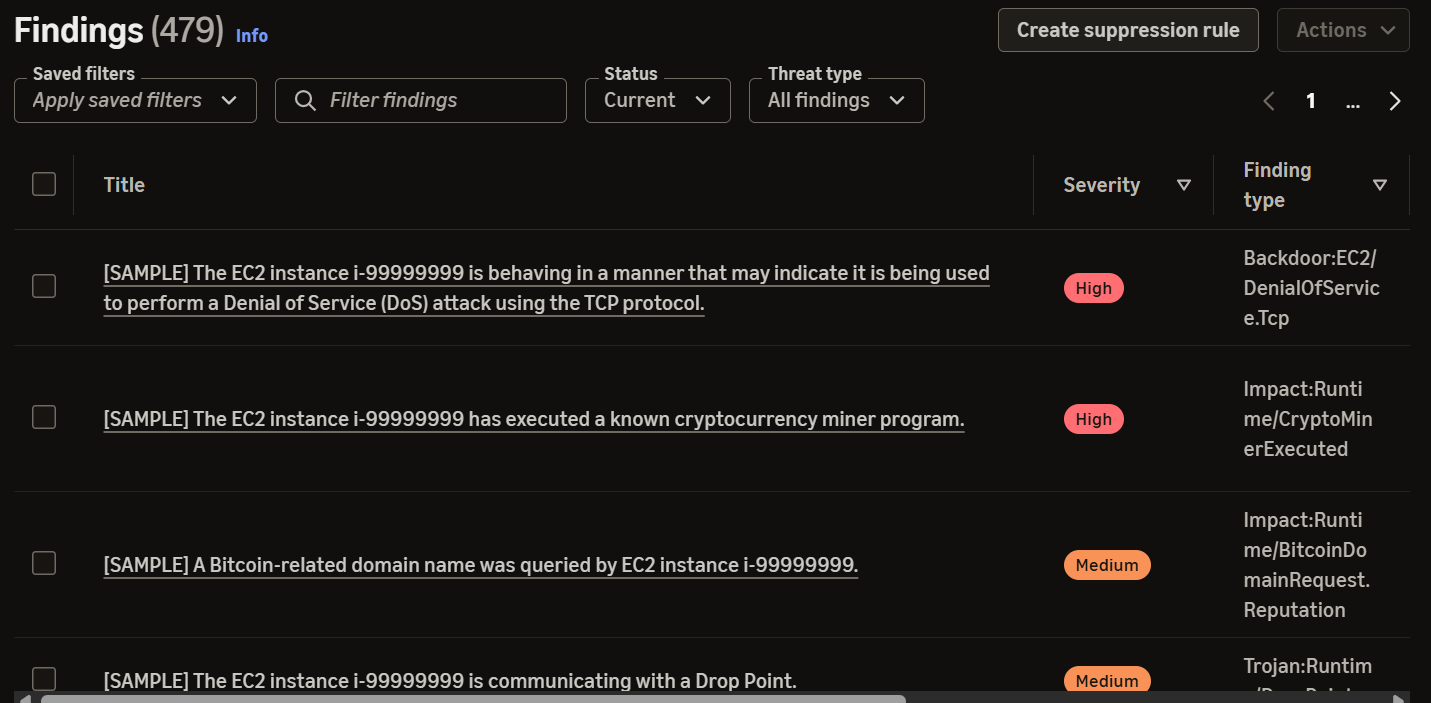 Findings (479) Info
Create suppression rule
Actions
Saved filters
Apply saved filters
Filter findings
Status
Current
Threat type
All findings
1
...
Title
Severity
Finding
type
[SAMPLE] The EC2 instance i-99999999 is behaving in a manner that may indicate it is being used
to perform a Denial of Service (DoS) attack using the TCP protocol.
High
Backdoor:EC2/
DenialOfServic
e.Tcp
[SAMPLE] The EC2 instance i-99999999 has executed a known cryptocurrency miner program.
High
Impact:Runti
me/CryptoMin
erExecuted
[SAMPLE] A Bitcoin-related domain name was queried by EC2 instance i-99999999.
Medium
Impact:Runti
me/BitcoinDo
mainRequest.
Reputation
[SAMPLE] The EC2 instance i-99999999 is communicating with a Drop Point.
Medium
Trojan:Runtim